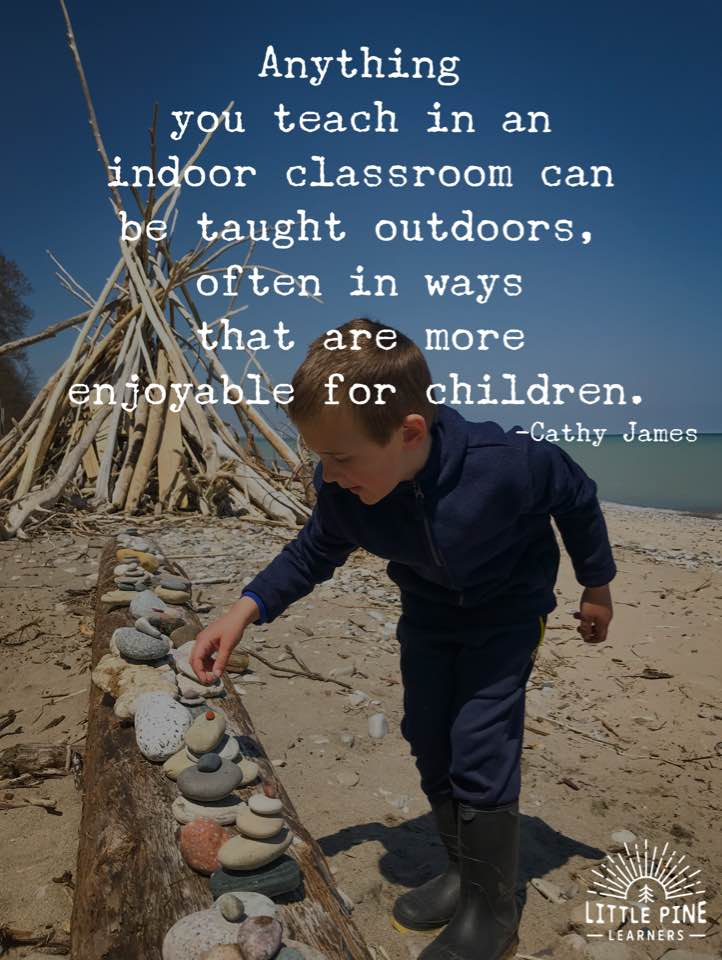 Anything
you teach in an
indoor classroom can
be taught outdoors,
often in ways
that are more
enjoyable for children.
-Cathy James
LITTLE PINE
LEARNERS